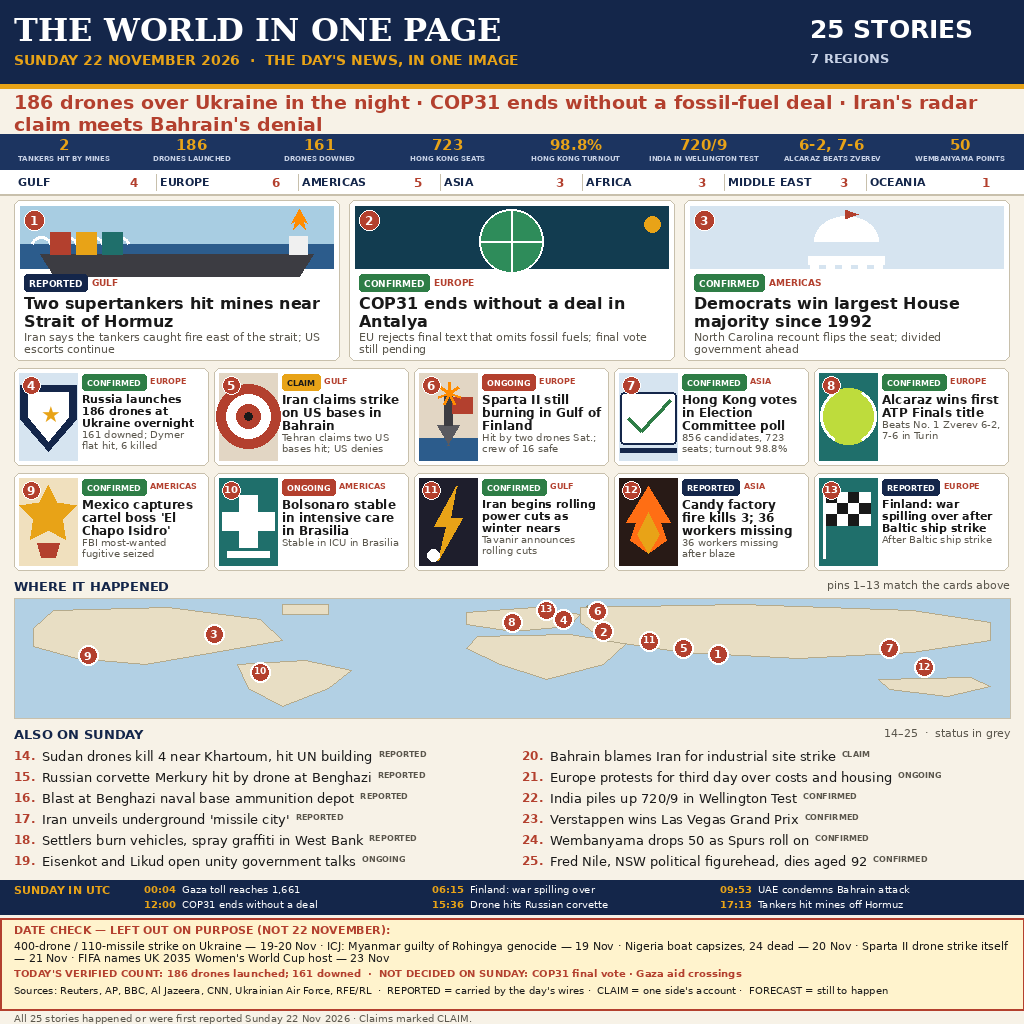 THE WORLD IN ONE PAGE
25 STORIES
SUNDAY 22 NOVEMBER 2026 · THE DAY'S NEWS, IN ONE IMAGE
7 REGIONS
186 drones over Ukraine in the night · COP31 ends without a fossil-fuel deal · Iran's radar
claim meets Bahrain's denial
2 186 161 723 98.8% 720/9 6-2, 7-6 50
TANKERS HIT BY MINES DRONES LAUNCHED DRONES DOWNED HONG KONG SEATS HONG KONG TURNOUT INDIA IN WELLINGTON TEST ALCARAZ BEATS ZVEREV WEMBANYAMA POINTS
GULF 4 EUROPE 6 AMERICAS 5 ASIA 3 AFRICA 3 MIDDLE EAST 3 OCEANIA 1
1
REPORTED GULF
Two supertankers hit mines near
Strait of Hormuz
Iran says the tankers caught fire east of the strait; US
escorts continue
2
CONFIRMED EUROPE
COP31 ends without a deal in
Antalya
EU rejects final text that omits fossil fuels; final vote
still pending
3
CONFIRMED AMERICAS
Democrats win largest House
majority since 1992
North Carolina recount flips the seat; divided
government ahead
4
CONFIRMED EUROPE
Russia launches
186 drones at
Ukraine overnight
161 downed; Dymer
flat hit, 6 killed
5
CLAIM GULF
Iran claims strike
on US bases in
Bahrain
Tehran claims two US
bases hit; US denies
6
ONGOING EUROPE
Sparta II still
burning in Gulf of
Finland
Hit by two drones Sat.;
crew of 16 safe
7
CONFIRMED ASIA
Hong Kong votes
in Election
Committee poll
856 candidates, 723
seats; turnout 98.8%
8
CONFIRMED EUROPE
Alcaraz wins first
ATP Finals title
Beats No. 1 Zverev 6-2,
7-6 in Turin
9
CONFIRMED AMERICAS
Mexico captures
cartel boss 'El
Chapo Isidro'
FBI most-wanted
fugitive seized
10
ONGOING AMERICAS
Bolsonaro stable
in intensive care
in Brasilia
Stable in ICU in Brasilia
11
CONFIRMED GULF
Iran begins rolling
power cuts as
winter nears
Tavanir announces
rolling cuts
12
REPORTED ASIA
Candy factory
fire kills 3; 36
workers missing
36 workers missing
after blaze
13
REPORTED EUROPE
Finland: war
spilling over after
Baltic ship strike
After Baltic ship strike
WHERE IT HAPPENED
pins 1–13 match the cards above
13 6
8 4
3 2
11
9 5 1 7
10 12
ALSO ON SUNDAY
14–25 · status in grey
14. Sudan drones kill 4 near Khartoum, hit UN building REPORTED
15. Russian corvette Merkury hit by drone at Benghazi REPORTED
16. Blast at Benghazi naval base ammunition depot REPORTED
17. Iran unveils underground 'missile city' REPORTED
18. Settlers burn vehicles, spray graffiti in West Bank REPORTED
19. Eisenkot and Likud open unity government talks ONGOING
20. Bahrain blames Iran for industrial site strike CLAIM
21. Europe protests for third day over costs and housing ONGOING
22. India piles up 720/9 in Wellington Test CONFIRMED
23. Verstappen wins Las Vegas Grand Prix CONFIRMED
24. Wembanyama drops 50 as Spurs roll on CONFIRMED
25. Fred Nile, NSW political figurehead, dies aged 92 CONFIRMED
SUNDAY IN UTC
00:04 Gaza toll reaches 1,661
06:15 Finland: war spilling over
09:53 UAE condemns Bahrain attack
12:00 COP31 ends without a deal
15:36 Drone hits Russian corvette
17:13 Tankers hit mines off Hormuz
DATE CHECK — LEFT OUT ON PURPOSE (NOT 22 NOVEMBER):
400-drone / 110-missile strike on Ukraine — 19-20 Nov · ICJ: Myanmar guilty of Rohingya genocide — 19 Nov · Nigeria boat capsizes, 24 dead — 20 Nov · Sparta II drone strike itself
— 21 Nov · FIFA names UK 2035 Women's World Cup host — 23 Nov
TODAY'S VERIFIED COUNT: 186 drones launched; 161 downed · NOT DECIDED ON SUNDAY: COP31 final vote · Gaza aid crossings
Sources: Reuters, AP, BBC, Al Jazeera, CNN, Ukrainian Air Force, RFE/RL · REPORTED = carried by the day's wires · CLAIM = one side's account · FORECAST = still to happen
All 25 stories happened or were first reported Sunday 22 Nov 2026 · Claims marked CLAIM.